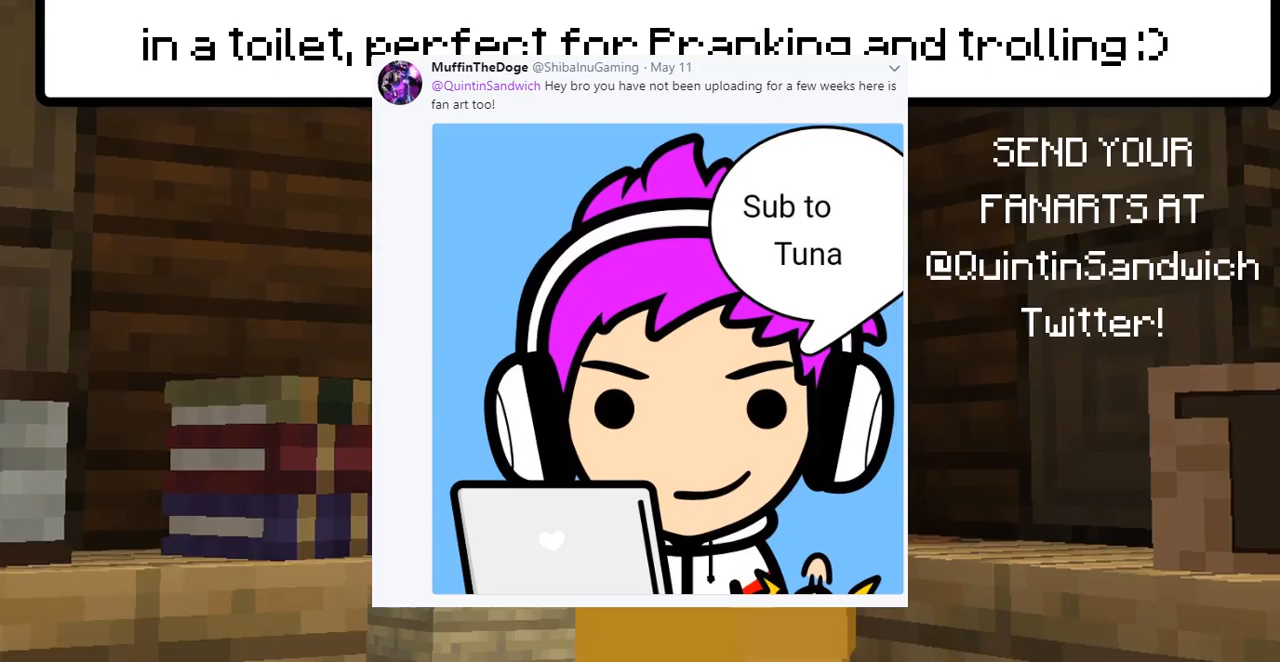 in a toilet, perfect for Pranking and trolling :)
MuffinTheDoge @ShibaInuGaming · May 11
@QuintinSandwich Hey bro you have not been uploading for a few weeks here is
fan art too!
Sub to
Tuna
SEND YOUR
FANARTS AT
@QuintinSandwich
Twitter!